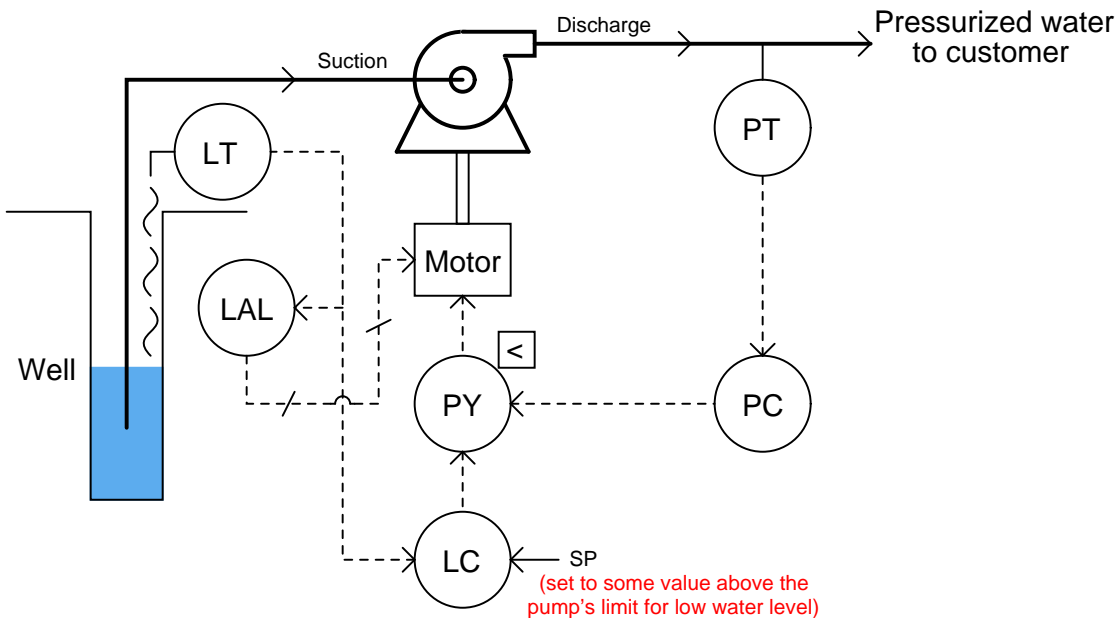 Pressurized water
to customer
Discharge
Suction
LT
PT
Motor
LAL
<
Well
PY
PC
LC
SP
(set to some value above the
pump's limit for low water level)